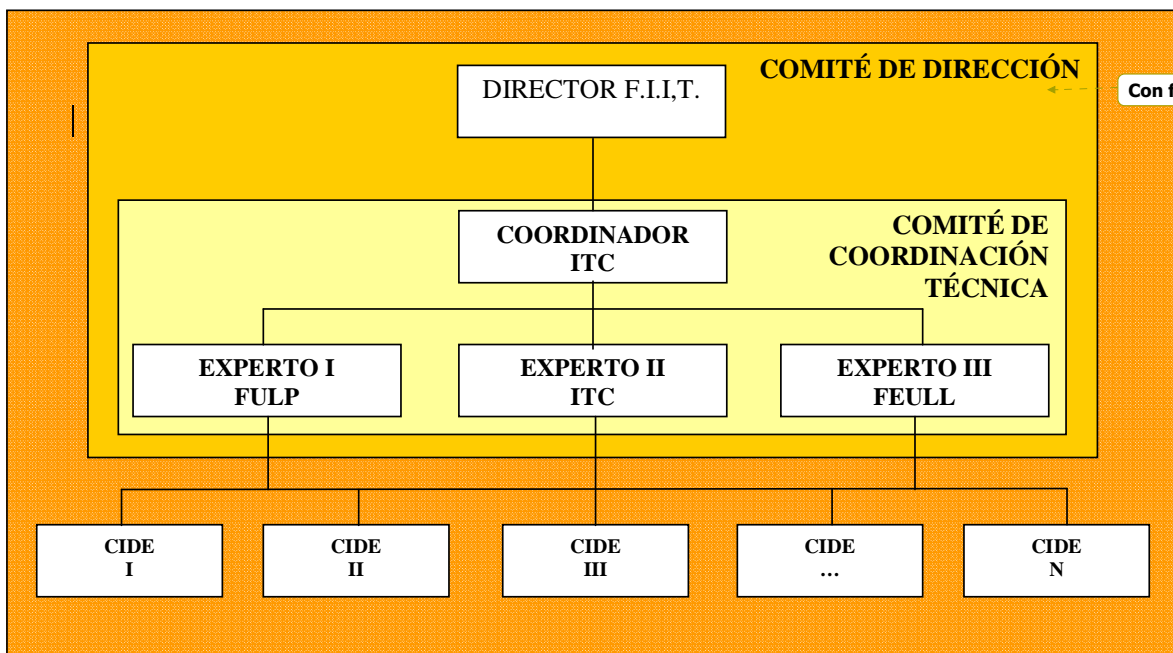 COMITÉ DE DIRECCIÓN
DIRECTOR F.I.I,T.
Con f
COMITÉ DE
COORDINACIÓN
TÉCNICA
COORDINADOR
ITC
EXPERTO I
FULP
EXPERTO II
ITC
EXPERTO III
FEULL
CIDE
I
CIDE
II
CIDE
III
CIDE
…
CIDE
N